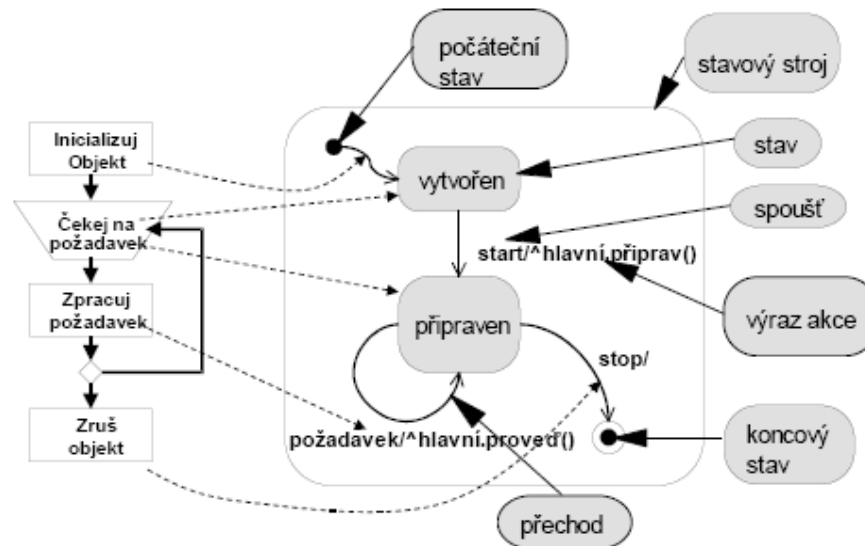 počáteční
stav
stavový stroj
Inicializuj
Objekt
stav
vytvořen
Čekej na
požadavek
spoušť
start/^hlavní.připrav()
Zpracuj
požadavek
připraven
výraz akce
stop/
Zruš
objekt
požadavek/^hlavní.proveď()
koncový
stav
přechod